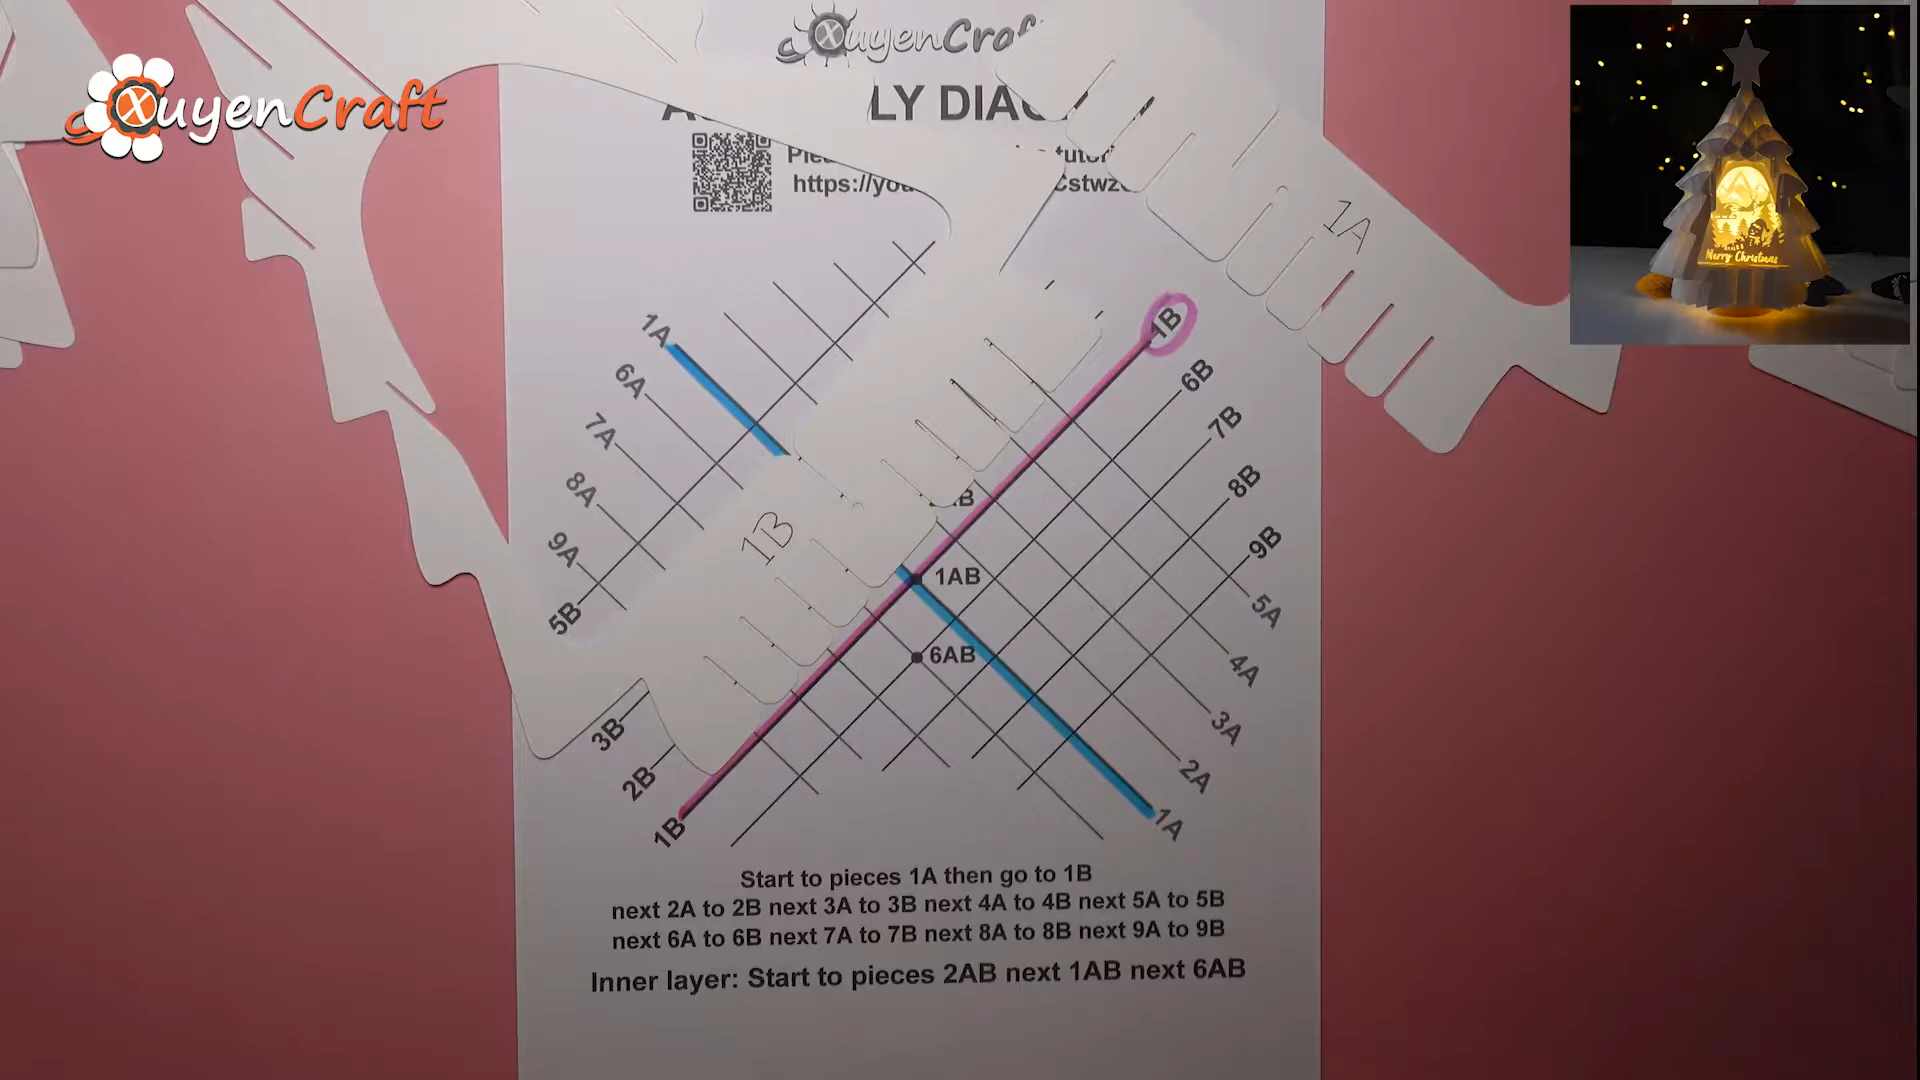 XuyenCraft
XuyenCraf
LY DIA
https://you
1A
1A
1B
6A
6B
7A
7B
8A
8B
9A
9B
1B
1AB
5B
5A
6AB
4A
3B
3A
2B
2A
1B
1A
Start to pieces 1A then go to 1B
next 2A to 2B next 3A to 3B next 4A to 4B next 5A to 5B
next 6A to 6B next 7A to 7B next 8A to 8B next 9A to 9B
Inner layer: Start to pieces 2AB next 1AB next 6AB
Merry Christmas